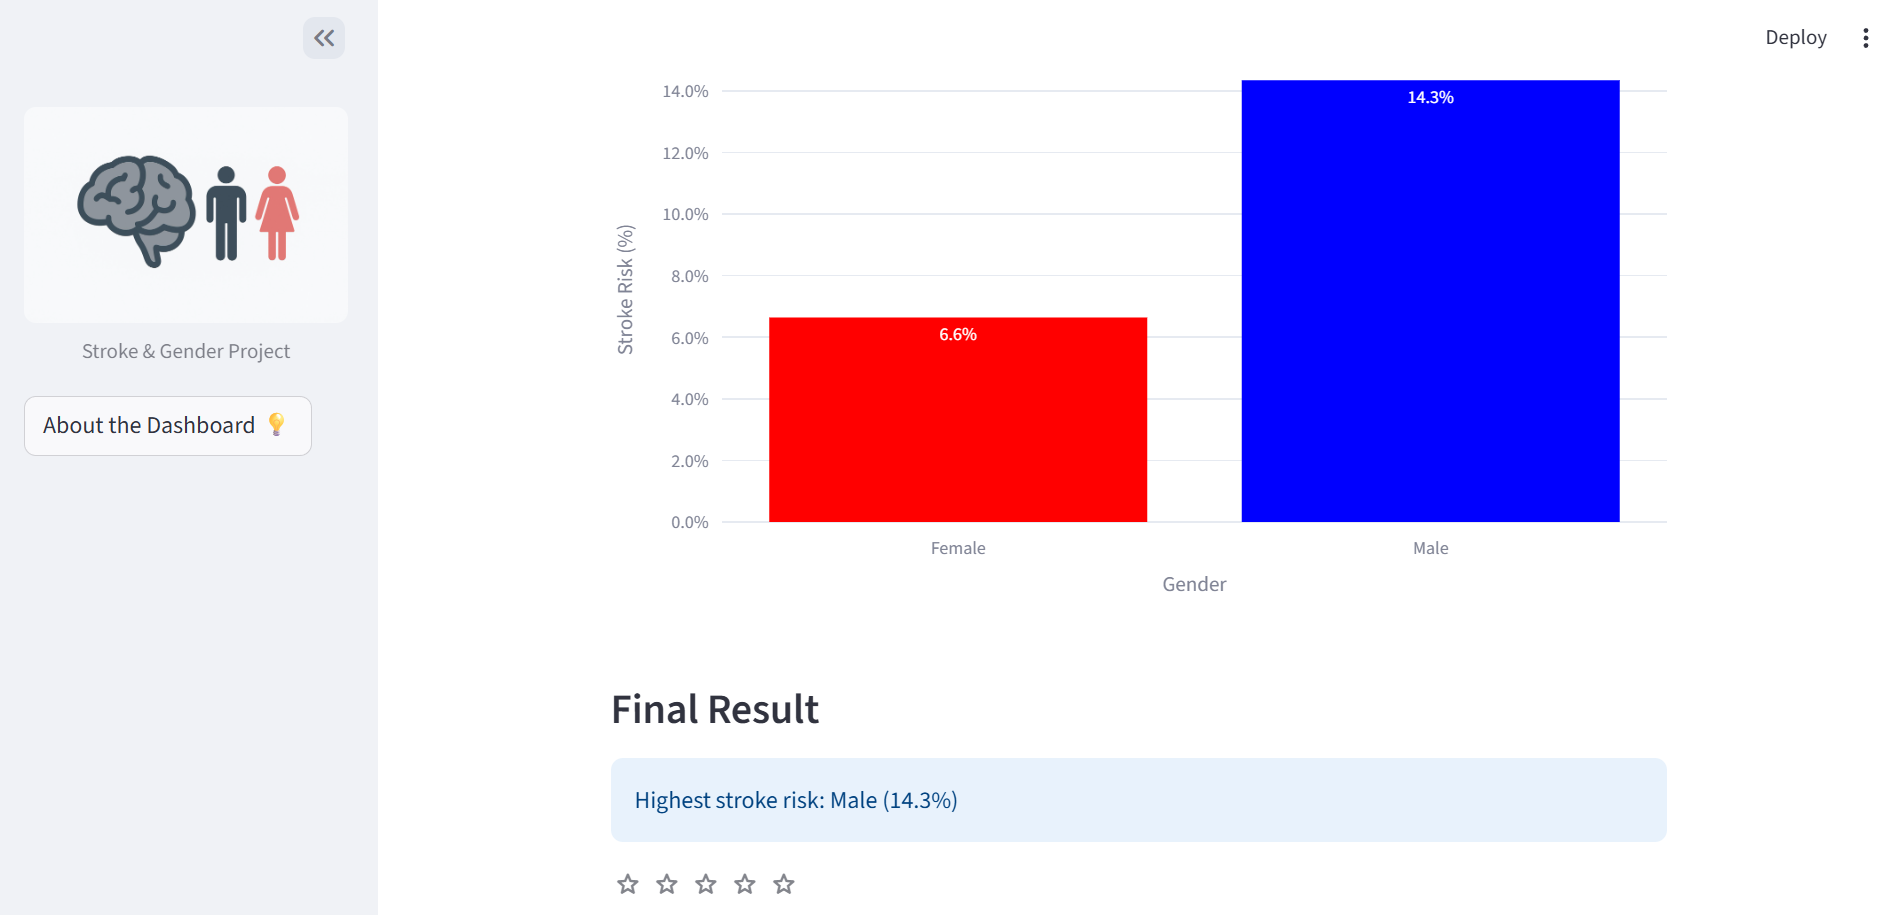 Deploy
Stroke & Gender Project
About the Dashboard 💡
Stroke Risk (%)
14.0%
12.0%
10.0%
8.0%
6.0%
4.0%
2.0%
0.0%
6.6%
14.3%
Female
Male
Gender
Final Result
Highest stroke risk: Male (14.3%)